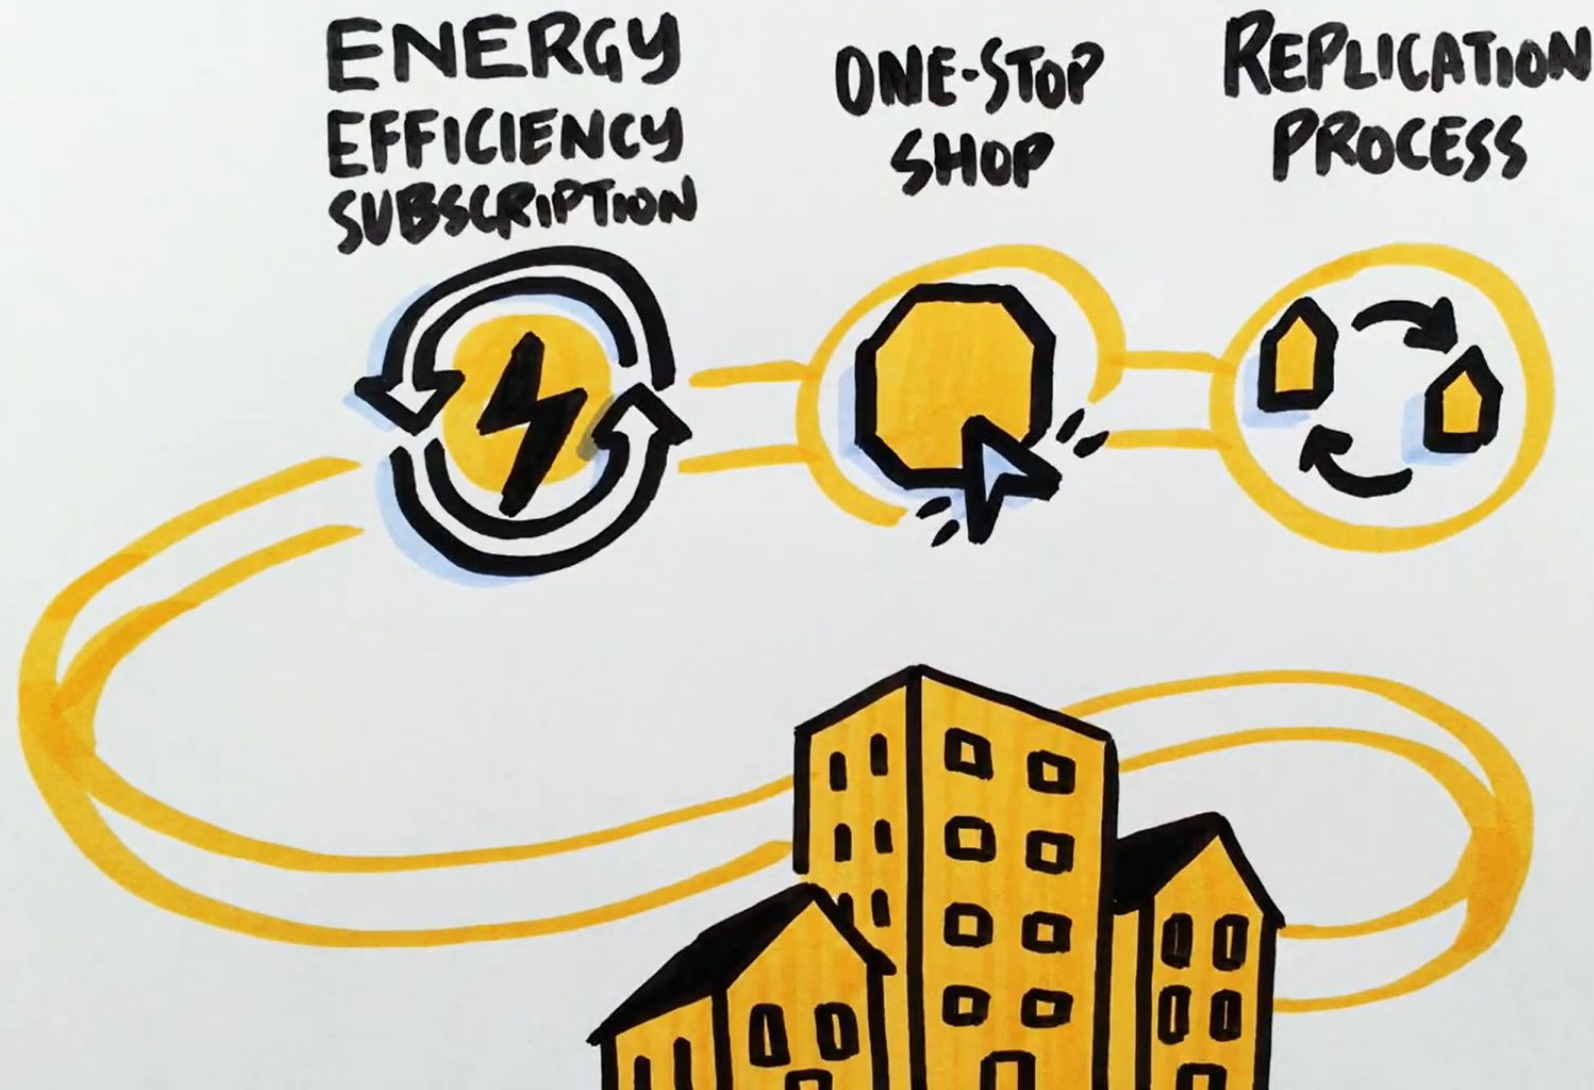 ENERGY
EFFICIENCY
SUBSCRIPTION
ONE-STOP
SHOP
REPLICATION
PROCESS